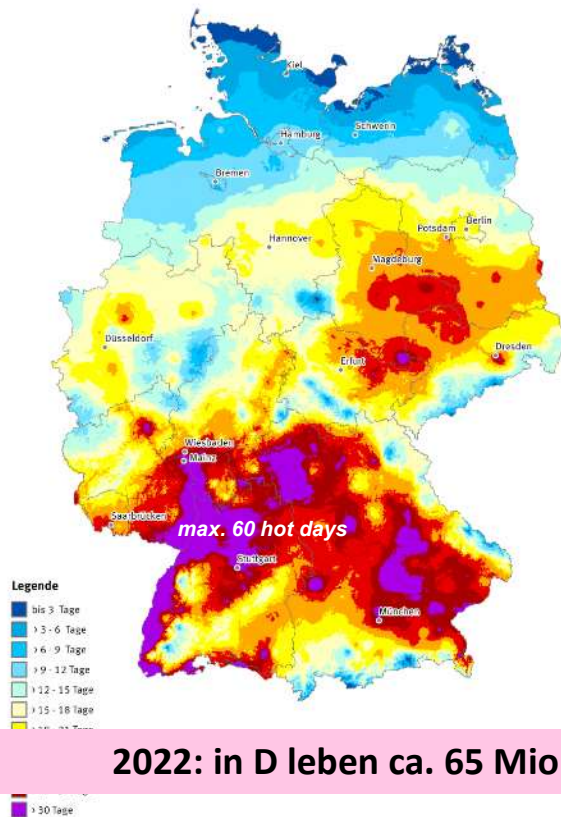 Kiel
Schwerin
Hamburg
Bremen
Berlin
Potsdam
Hannover
Magdeburg
Düsseldorf
Dresden
Erfurt
Wiesbaden
Mainz
Saarbrücken
max. 60 hot days
Stuttgart
München
Legende
bis 3 Tage
> 3 - 6 Tage
> 6 - 9 Tage
> 9 - 12 Tage
> 12 - 15 Tage
> 15 - 18 Tage
2022: in D leben ca. 65 Mio
> 30 Tage